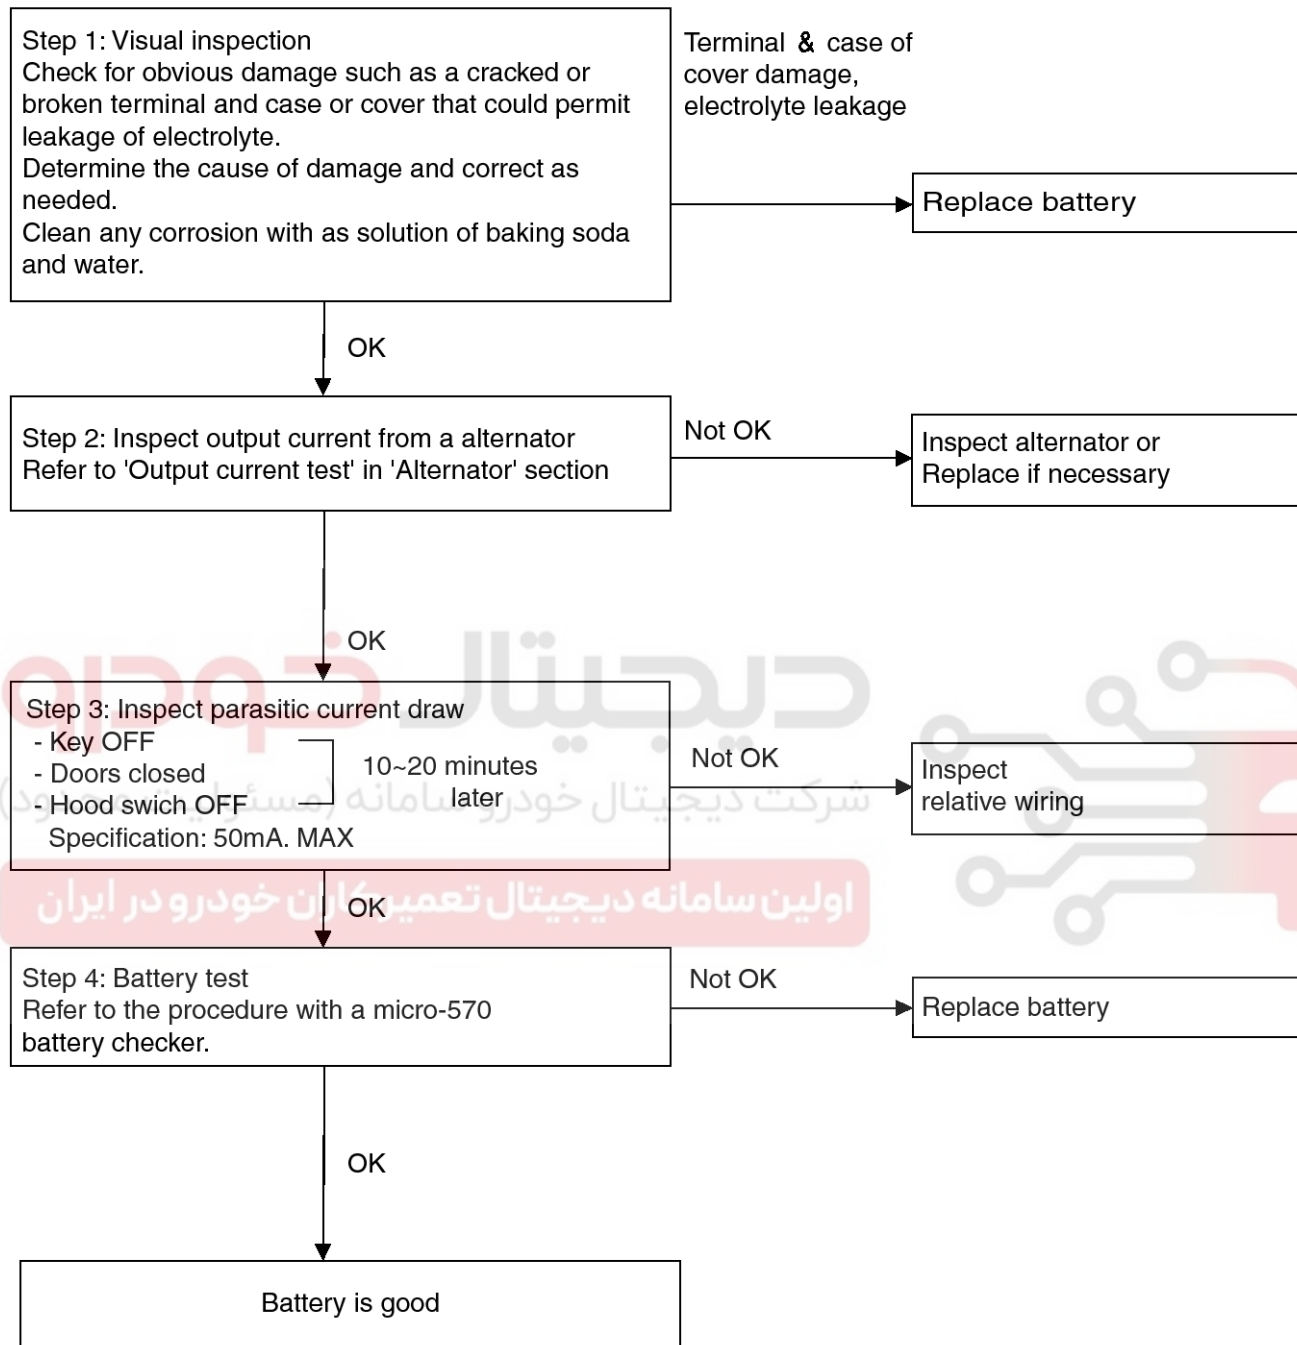 Step 1: Visual inspection
Check for obvious damage such as a cracked or
broken terminal and case or cover that could permit
leakage of electrolyte.
Determine the cause of damage and correct as
needed.
Clean any corrosion with as solution of baking soda
and water.
Terminal & case of
cover damage,
electrolyte leakage
Replace battery
OK
Step 2: Inspect output current from a alternator
Refer to 'Output current test' in 'Alternator' section
Not OK
Inspect alternator or
Replace if necessary
OK
دیجیتال خودرو
Step 3: Inspect parasitic current draw
- Key OFF
- Doors closed
- Hood swich OFF
10~20 minutes
later
Specification: 50mA. MAX
Not OK
Inspect
relative wiring
شرکت دیجیتال خودرو سامانه (مسئولیت محدود)
اولین سامانه دیجیتال تعمیرکاران خودرو در ایران
OK
Step 4: Battery test
Refer to the procedure with a micro-570
battery checker.
Not OK
Replace battery
OK
Battery is good